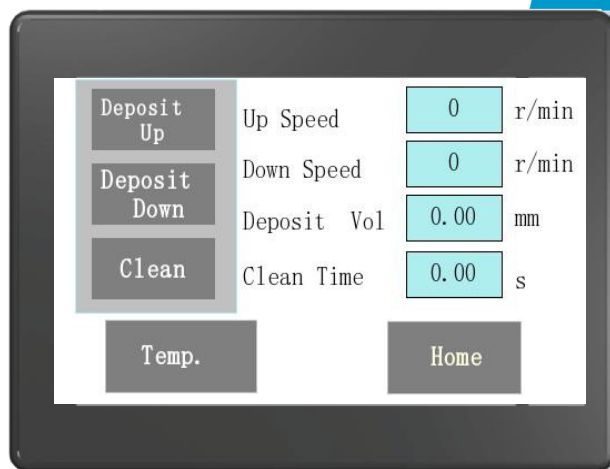 Deposit
Up
Up Speed 0 r/min
Deposit
Down
Down Speed 0 r/min
Deposit Vol 0.00 mm
Clean
Clean Time 0.00 s
Temp. Home